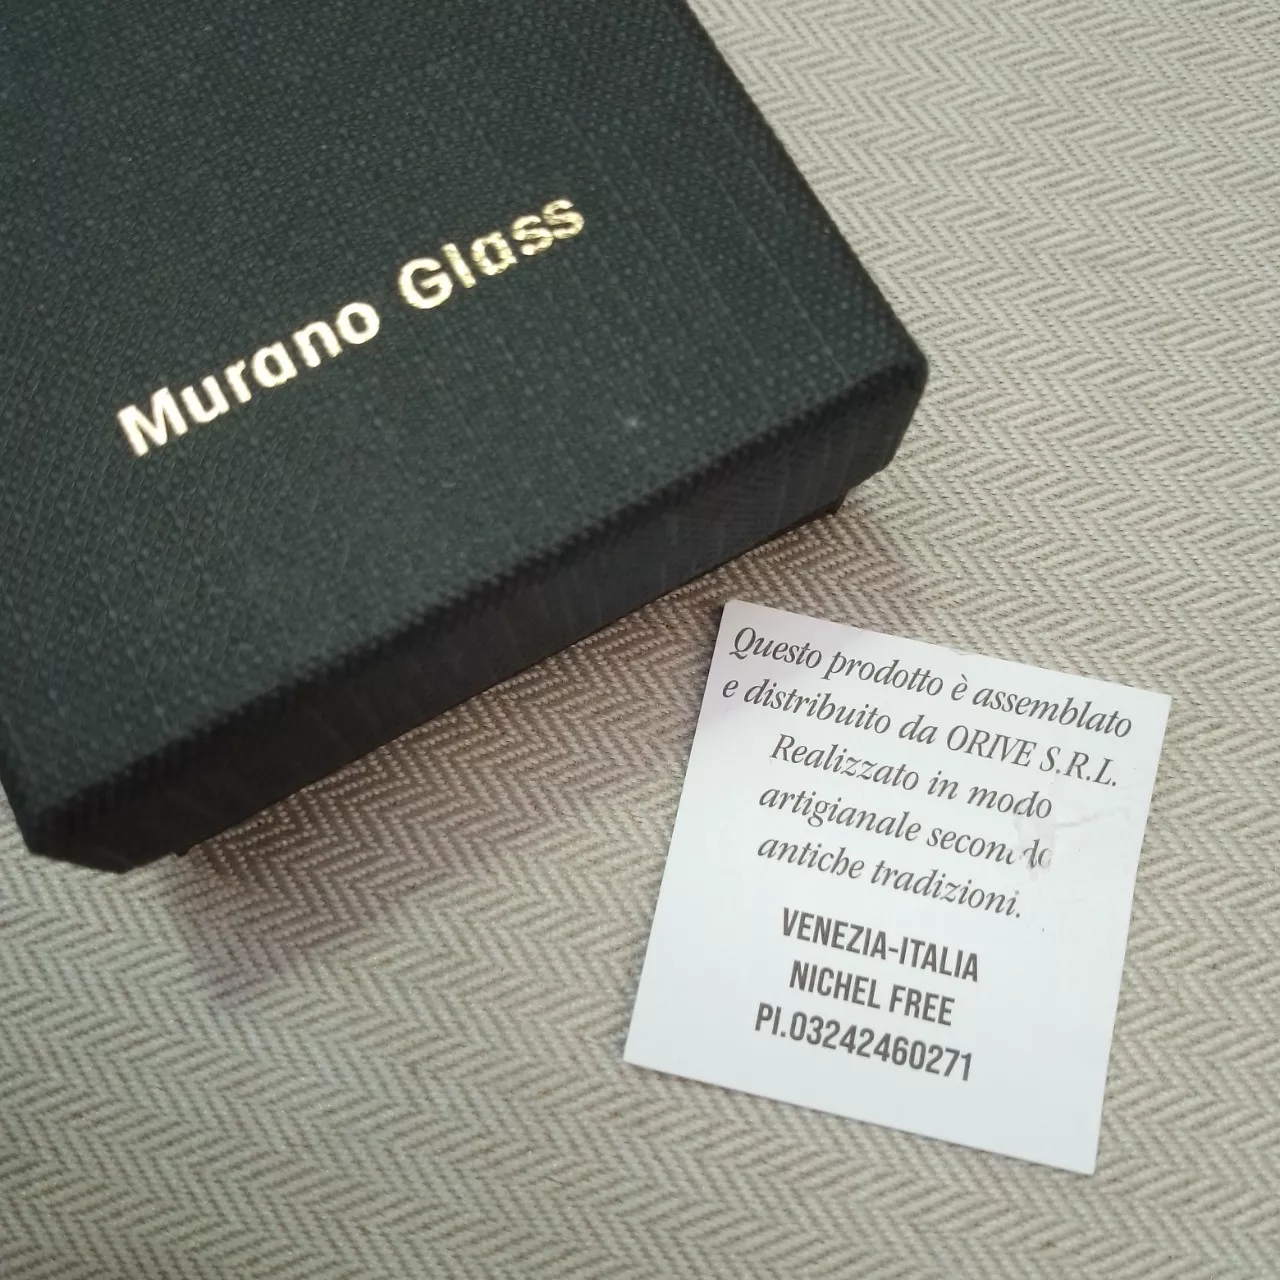 Murano Glass
Questo prodotto è assemblato
e distribuito da ORIVE S.R.L.
Realizzato in modo
artigianale secondo
antiche tradizioni.
VENEZIA-ITALIA
NICHEL FREE
PI.03242460271